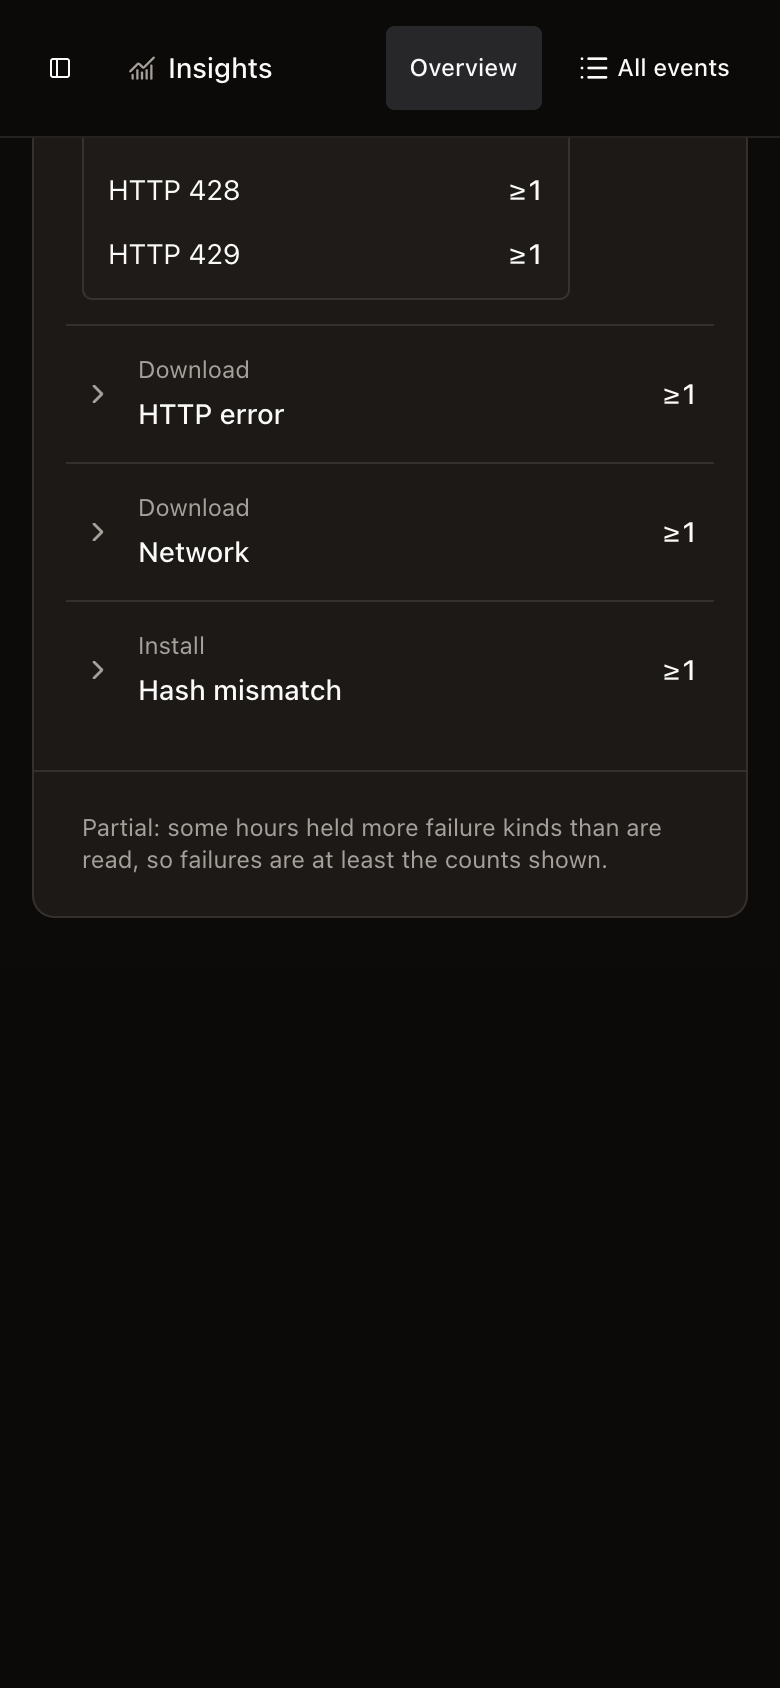 Insights
Overview
All events
HTTP 428 ≥1
HTTP 429 ≥1
Download
HTTP error
≥1
Download
Network
≥1
Install
Hash mismatch
≥1
Partial: some hours held more failure kinds than are
read, so failures are at least the counts shown.